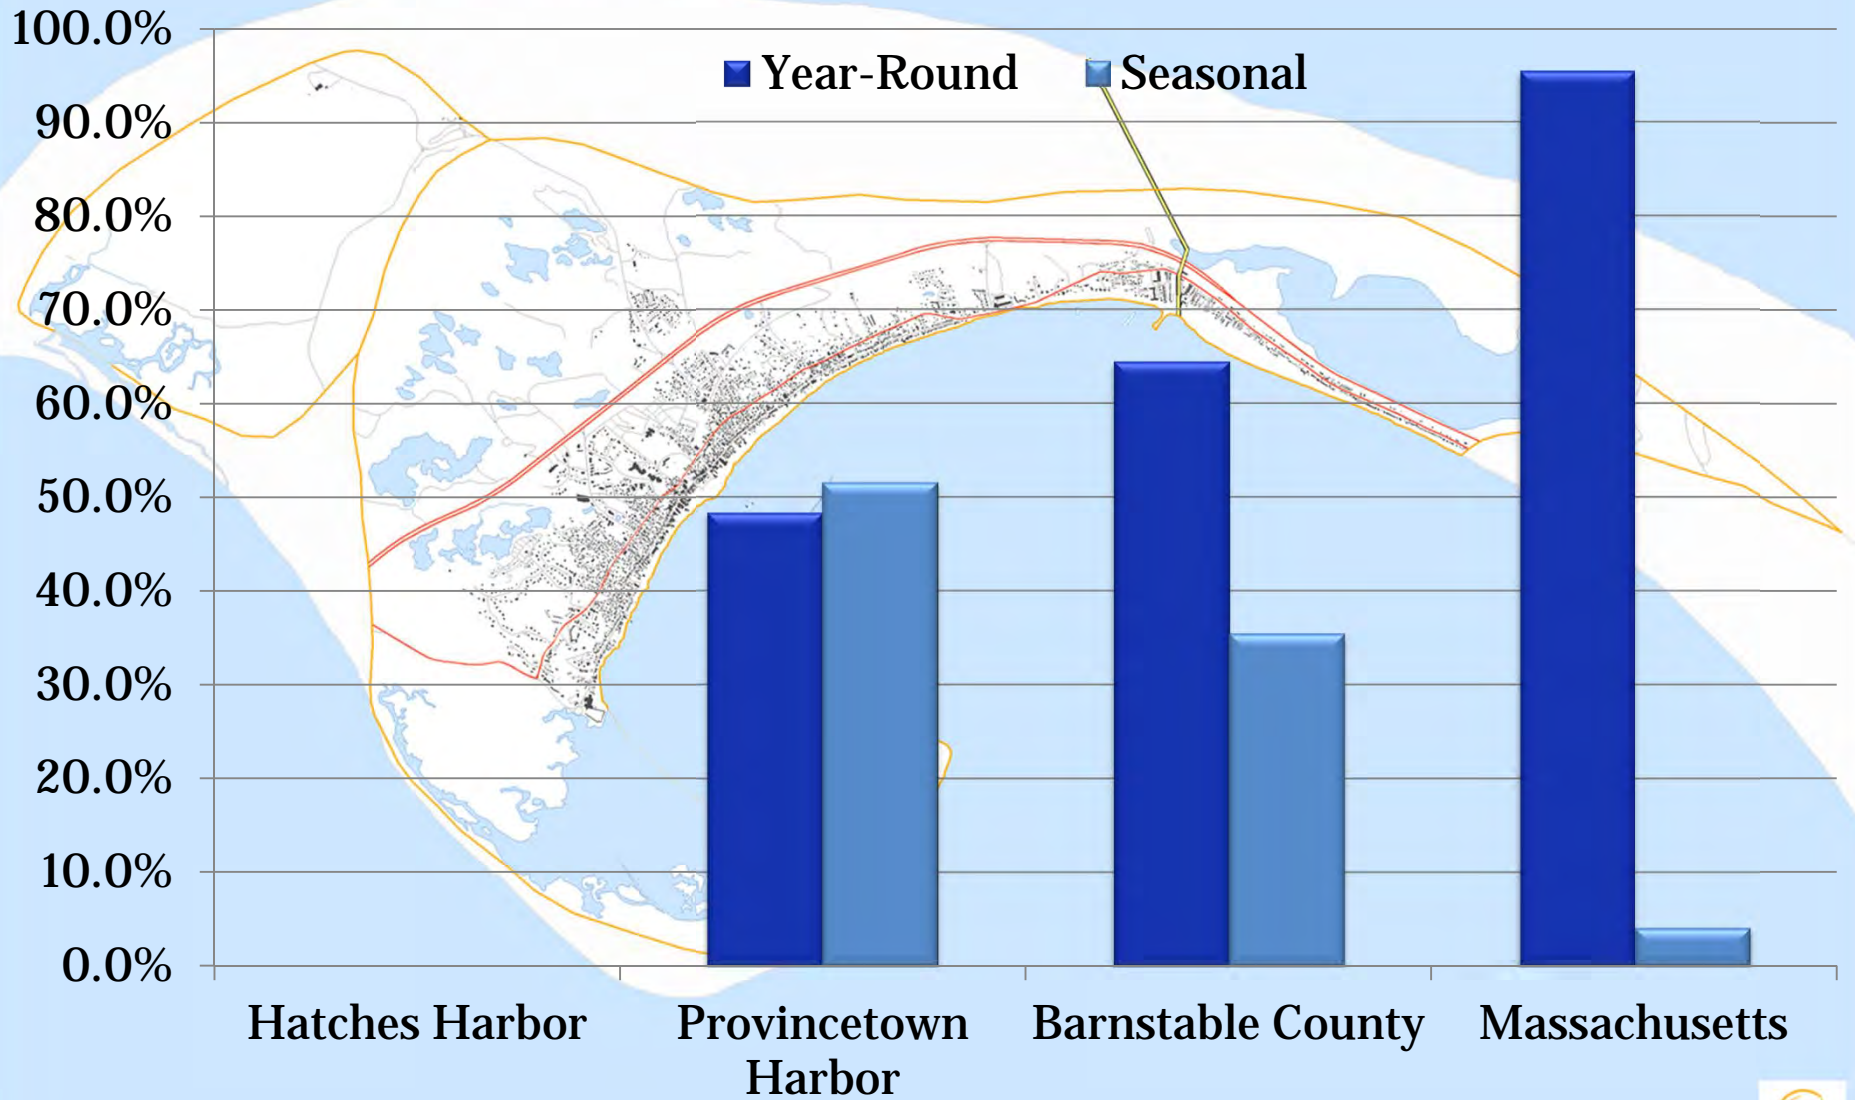 100.0%
Year-Round
Seasonal
90.0%
80.0%
70.0%
60.0%
50.0%
40.0%
30.0%
20.0%
10.0%
0.0%
Hatches Harbor
Provincetown
Harbor
Barnstable County
Massachusetts